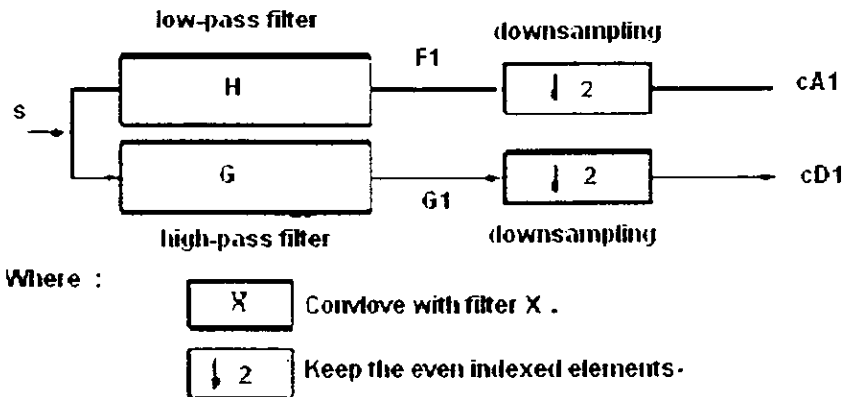 low-pass filter
downsampling
F1
H
↓ 2
cA1
s
G
↓ 2
cD1
G1
high-pass filter
downsampling
Where :
X Convlove with filter X .
↓ 2 Keep the even indexed elements.